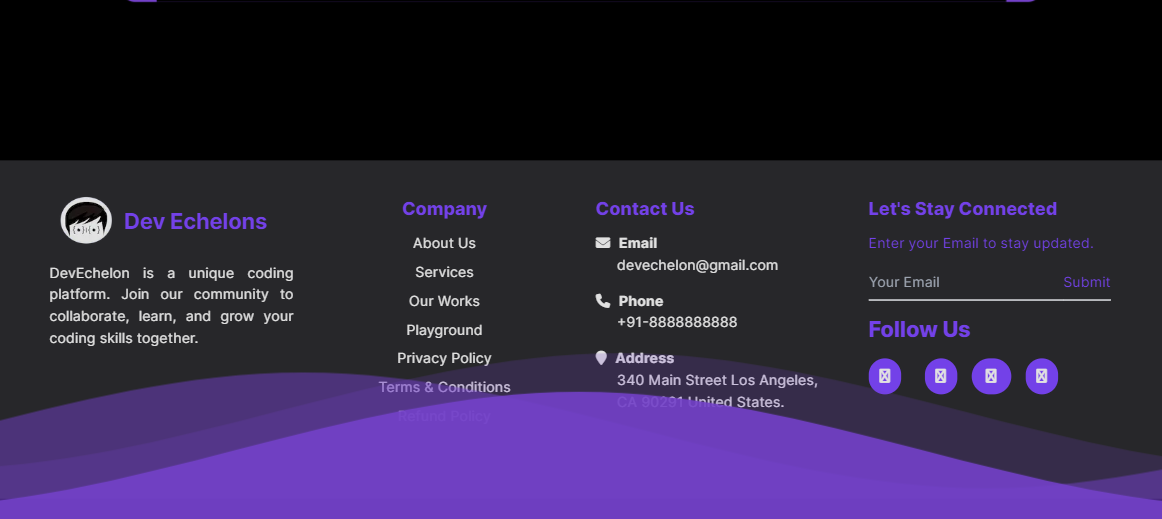 Dev Echelons
DevEchelon is a unique coding
platform. Join our community to
collaborate, learn, and grow your
coding skills together.
Company
About Us
Services
Our Works
Playground
Privacy Policy
Terms & Conditions
Refund Policy
Contact Us
Email
devechelon@gmail.com
Phone
+91-8888888888
Address
340 Main Street Los Angeles,
CA 90291 United States.
Let's Stay Connected
Enter your Email to stay updated.
Your Email Submit
Follow Us